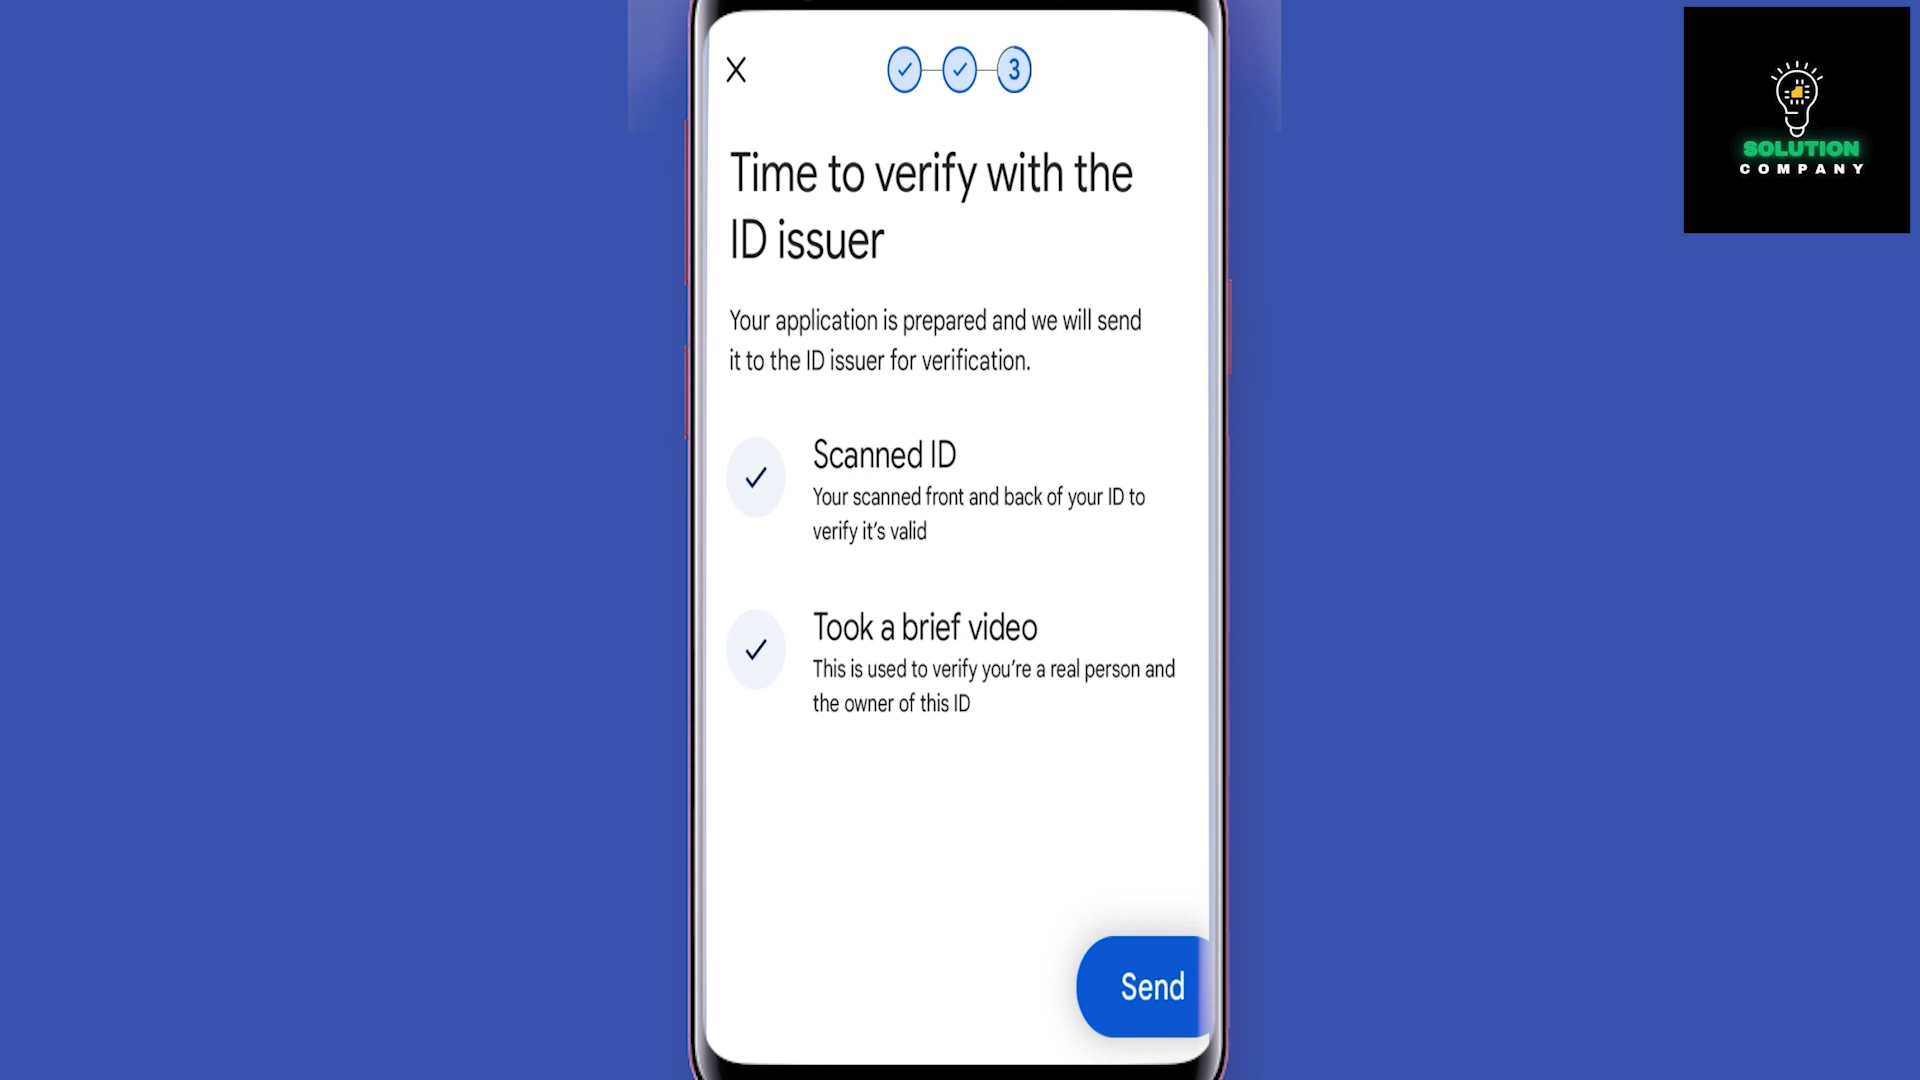 3
Time to verify with the
ID issuer
Your application is prepared and we will send
it to the ID issuer for verification.
Scanned ID
Your scanned front and back of your ID to
verify it’s valid
Took a brief video
This is used to verify you’re a real person and
the owner of this ID
Send
SOLUTION
COMPANY